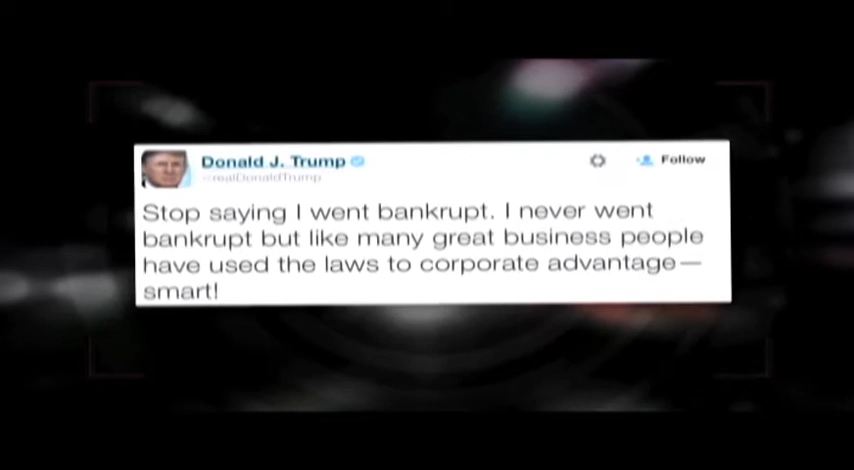 Donald J. Trump
@realDonaldTrump
Follow
Stop saying I went bankrupt. I never went
bankrupt but like many great business people
have used the laws to corporate advantage—
smart!